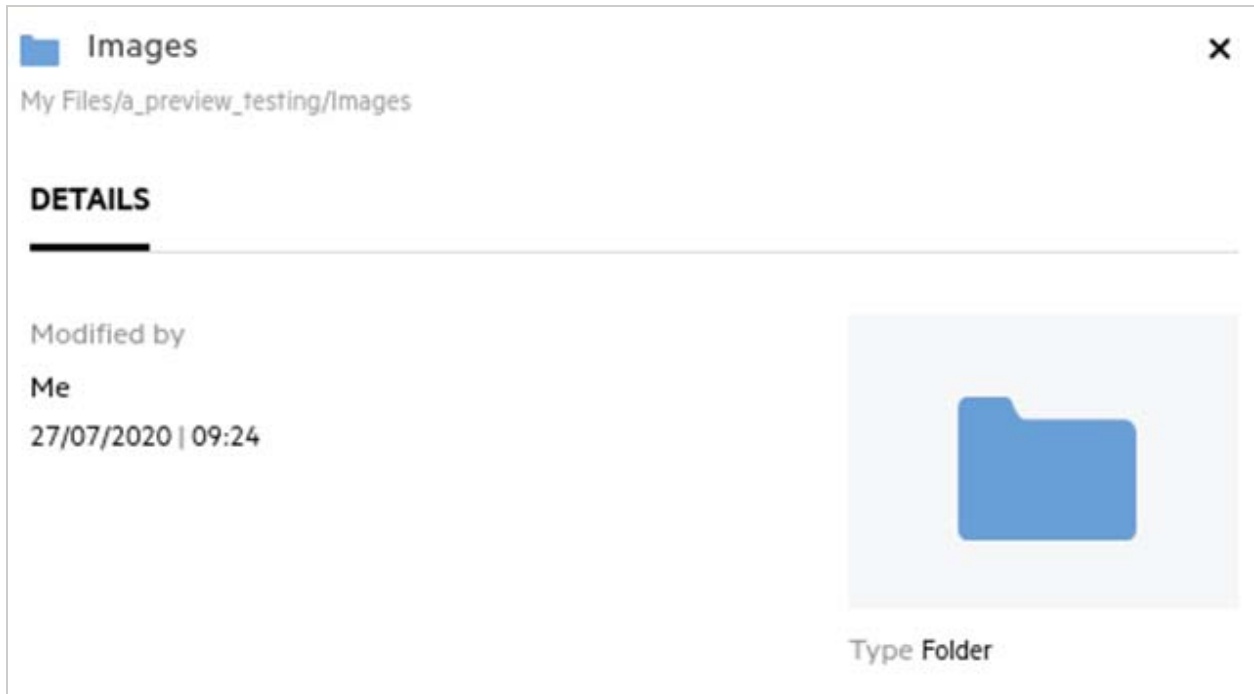 Images
My Files/a_preview_testing/Images
DETAILS
Modified by
Me
27/07/2020 | 09:24
Type Folder